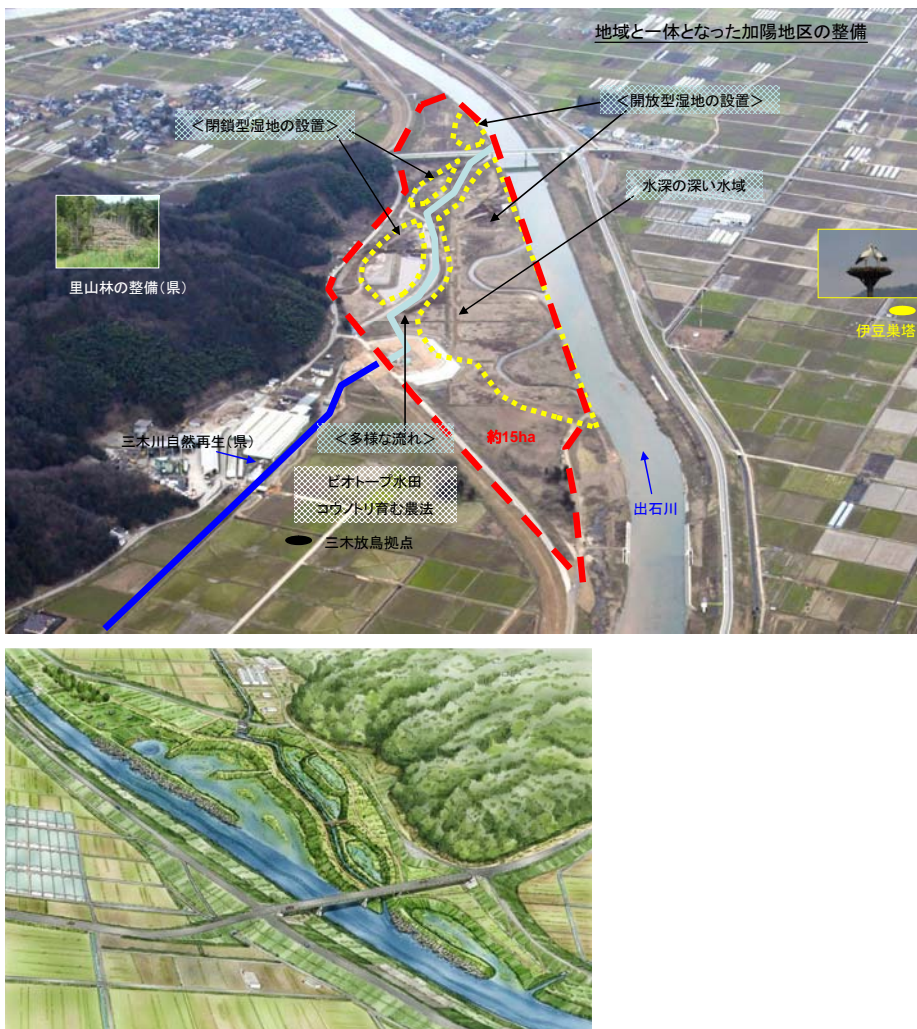 地域と一体となった加陽地区の整備
＜開放型湿地の設置＞
＜閉鎖型湿地の設置＞
水深の深い水域
里山林の整備（県）
伊豆巣塔
三木川自然再生（県）
＜多様な流れ＞
約15ha
ビオトープ水田
コウノトリ育む農法
出石川
三木放鳥拠点